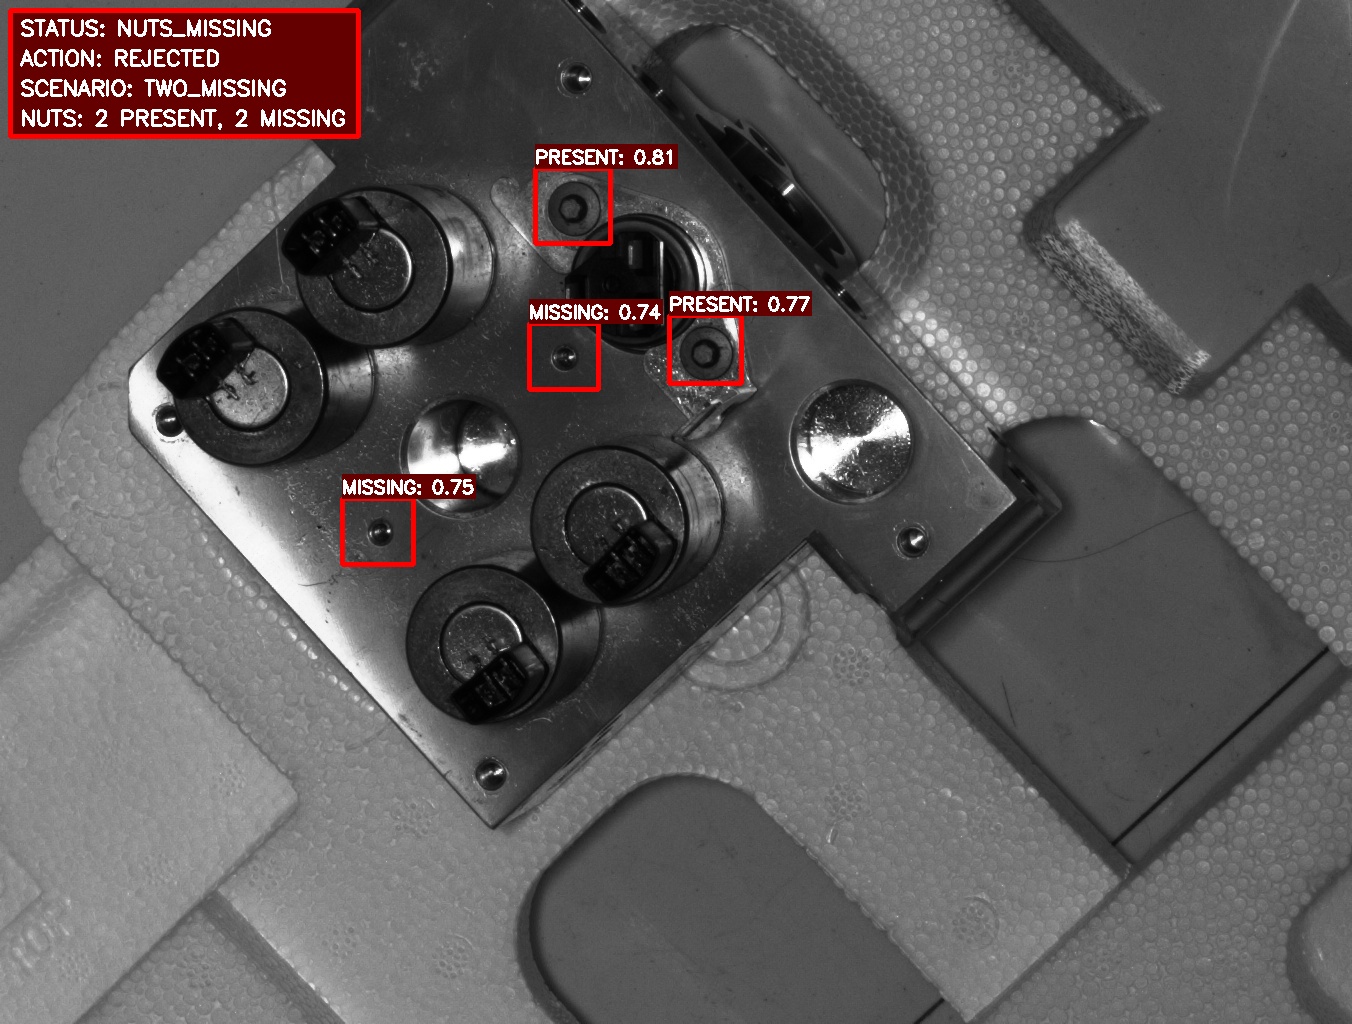 STATUS: NUTS_MISSING
ACTION: REJECTED
SCENARIO: TWO_MISSING
NUTS: 2 PRESENT, 2 MISSING
PRESENT: 0.81
MISSING: 0.74
PRESENT: 0.77
MISSING: 0.75